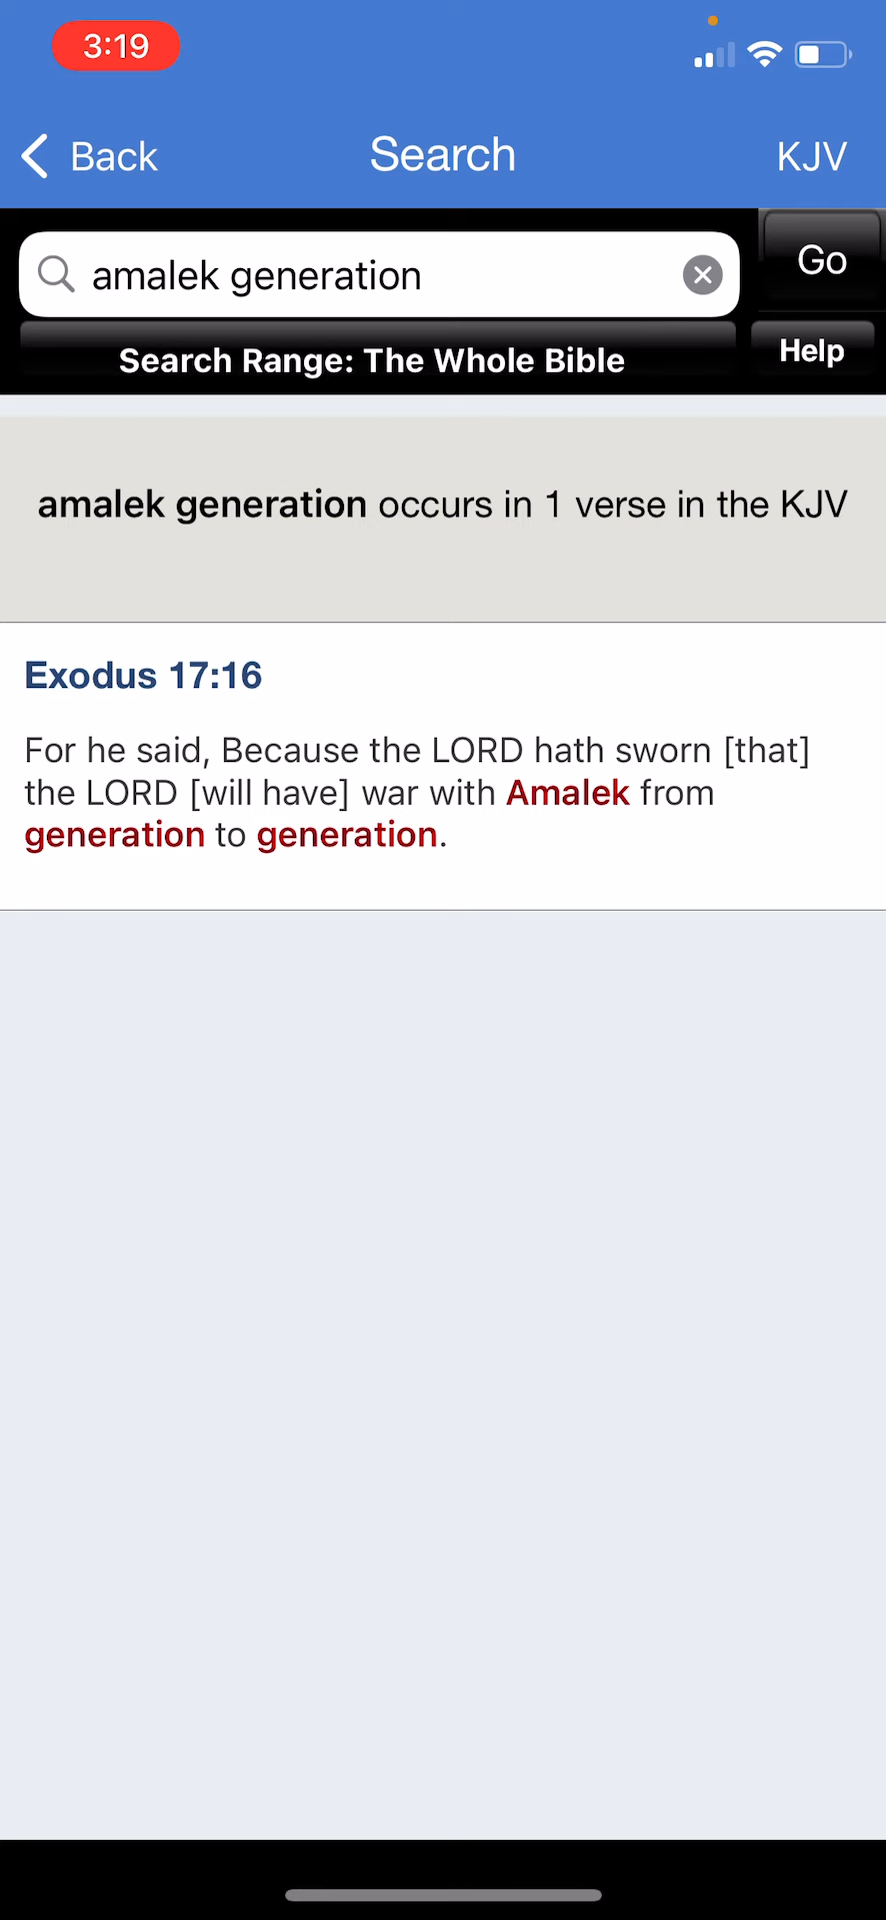 3:19
Back Search KJV
amalek generation Go
Search Range: The Whole Bible Help
amalek generation occurs in 1 verse in the KJV
Exodus 17:16
For he said, Because the LORD hath sworn [that]
the LORD [will have] war with Amalek from
generation to generation.